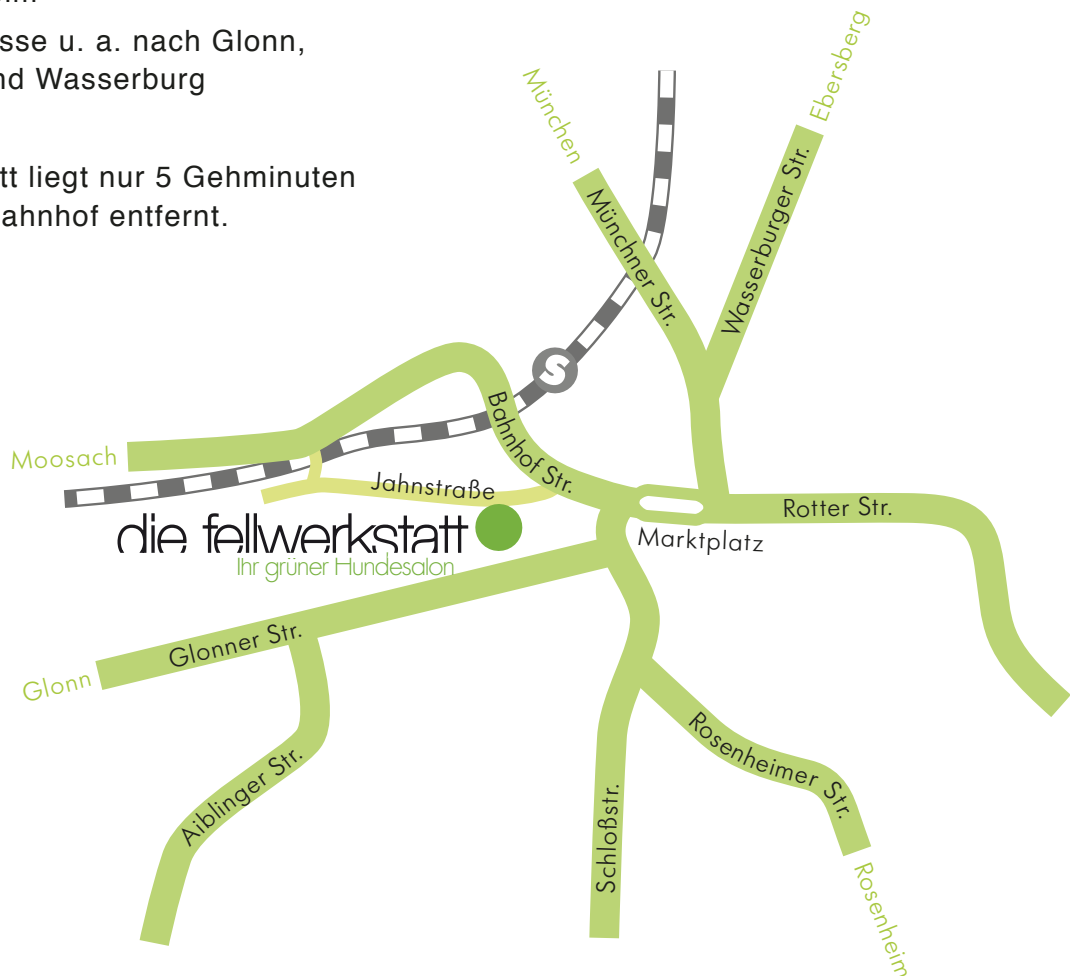 sse u. a. nach Glonn,
nd Wasserburg
tt liegt nur 5 Gehminuten
ahnhof entfernt.
München
Ebersberg
Münchner Str.
Wasserburger Str.
S
Bahnhof Str.
Moosach
Jahnstraße
Rotter Str.
die fellwerkstatt
Marktplatz
Ihr grüner Hundesalon
Glonner Str.
Glonn
Rosenheimer Str.
Aiblinger Str.
Schloßstr.
Rosenheim